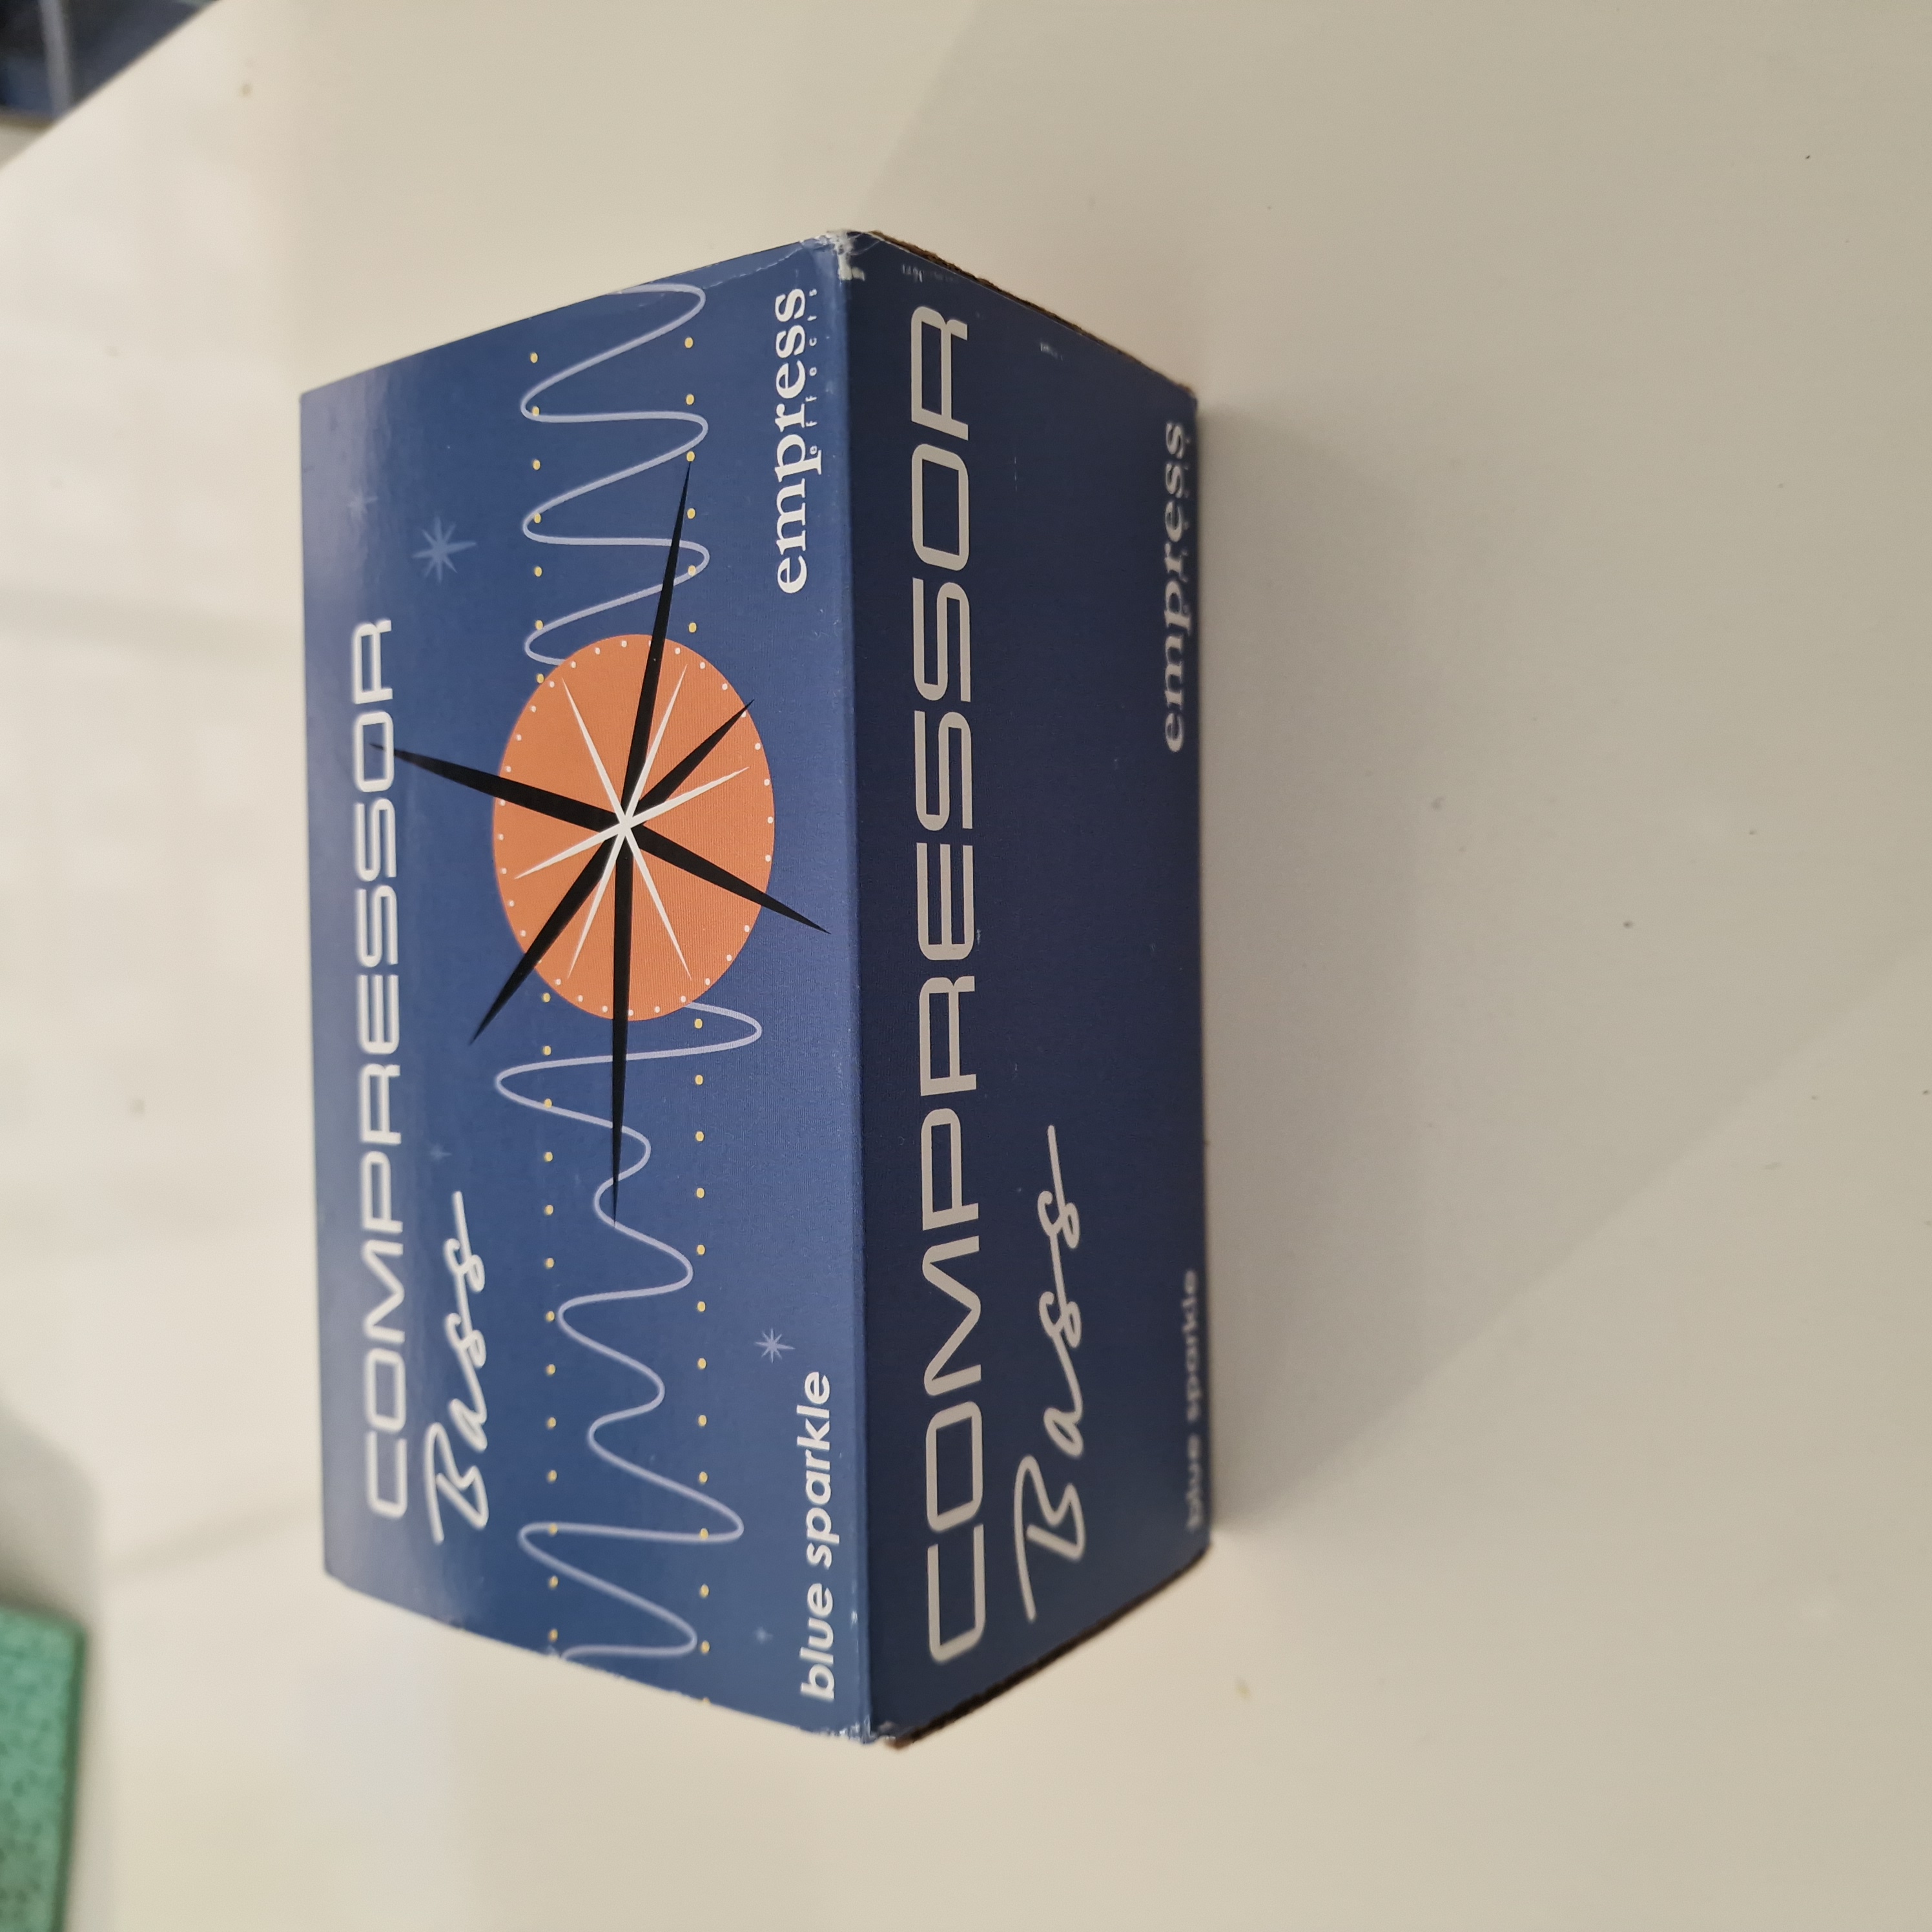 COMPRESSOR
Bass
blue sparkle
empress
effects
COMPRESSOR
Bass
blue sparkle
empress